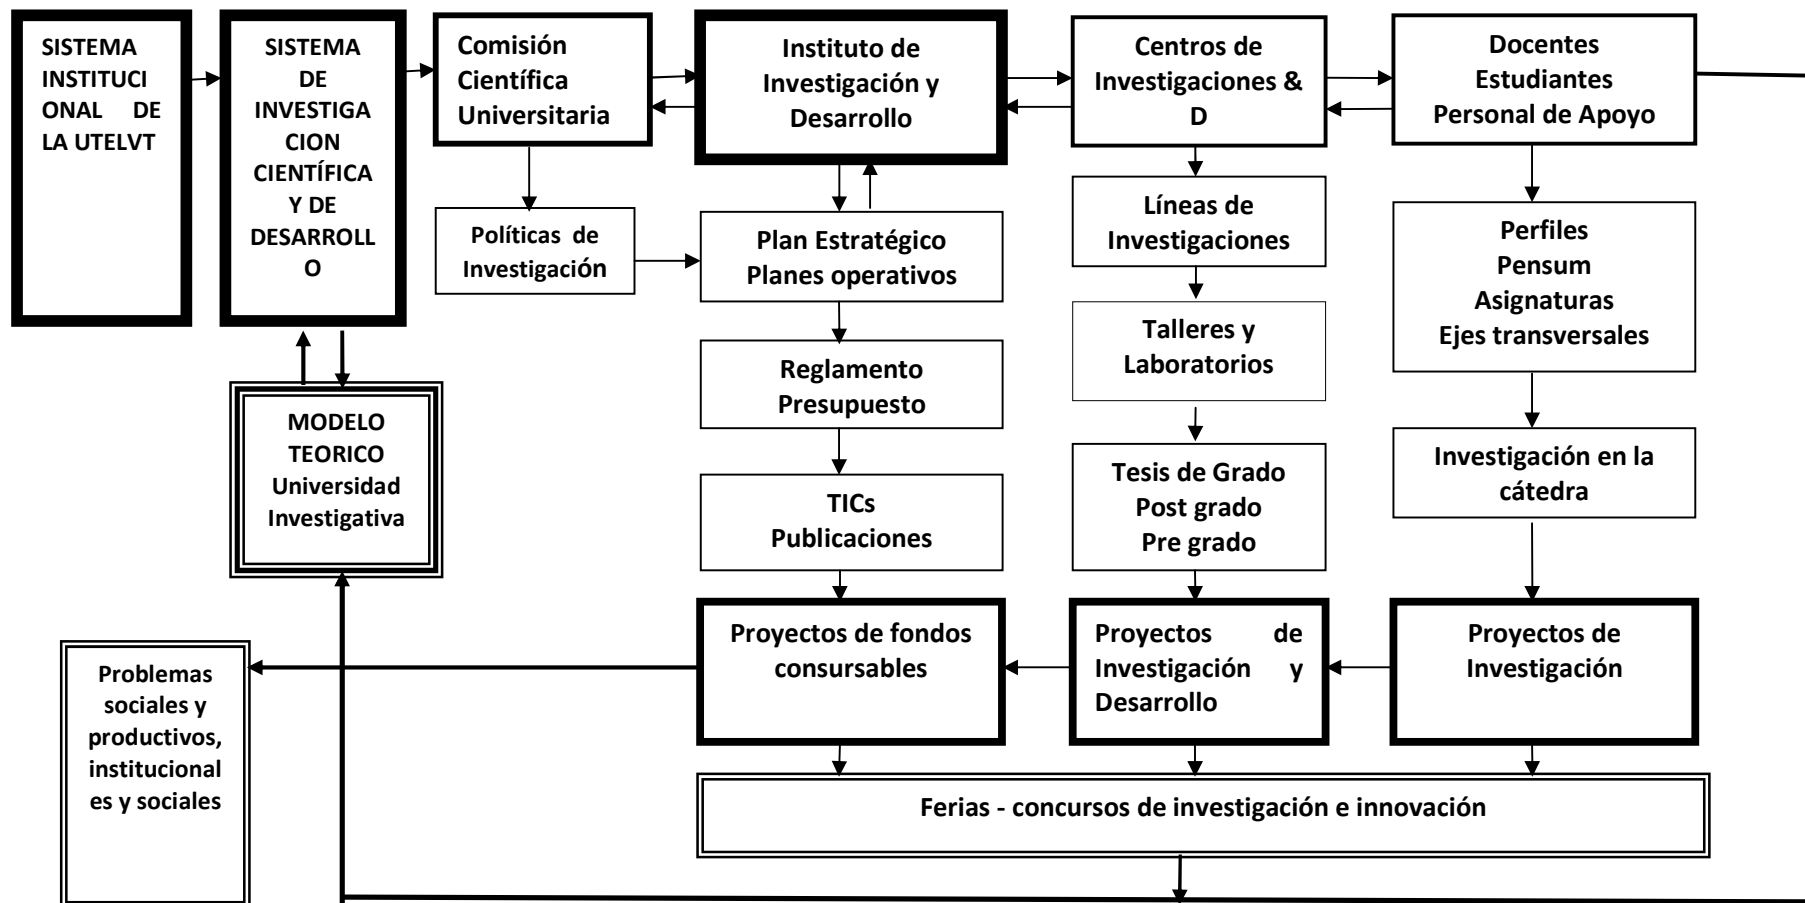 SISTEMA
INSTITUCI
ONAL DE
LA UTELVT
SISTEMA
DE
INVESTIGA
CION
CIENTÍFICA
Y DE
DESARROLL
O
Comisión
Científica
Universitaria
Instituto de
Investigación y
Desarrollo
Centros de
Investigaciones &
D
Docentes
Estudiantes
Personal de Apoyo
Políticas de
Investigación
Plan Estratégico
Planes operativos
Líneas de
Investigaciones
Perfiles
Pensum
Asignaturas
Ejes transversales
Reglamento
Presupuesto
Talleres y
Laboratorios
MODELO
TEORICO
Universidad
Investigativa
TICs
Publicaciones
Tesis de Grado
Post grado
Pre grado
Investigación en la
cátedra
Problemas
sociales y
productivos,
institucional
es y sociales
Proyectos de fondos
consursables
Proyectos de
Investigación y
Desarrollo
Proyectos de
Investigación
Ferias - concursos de investigación e innovación